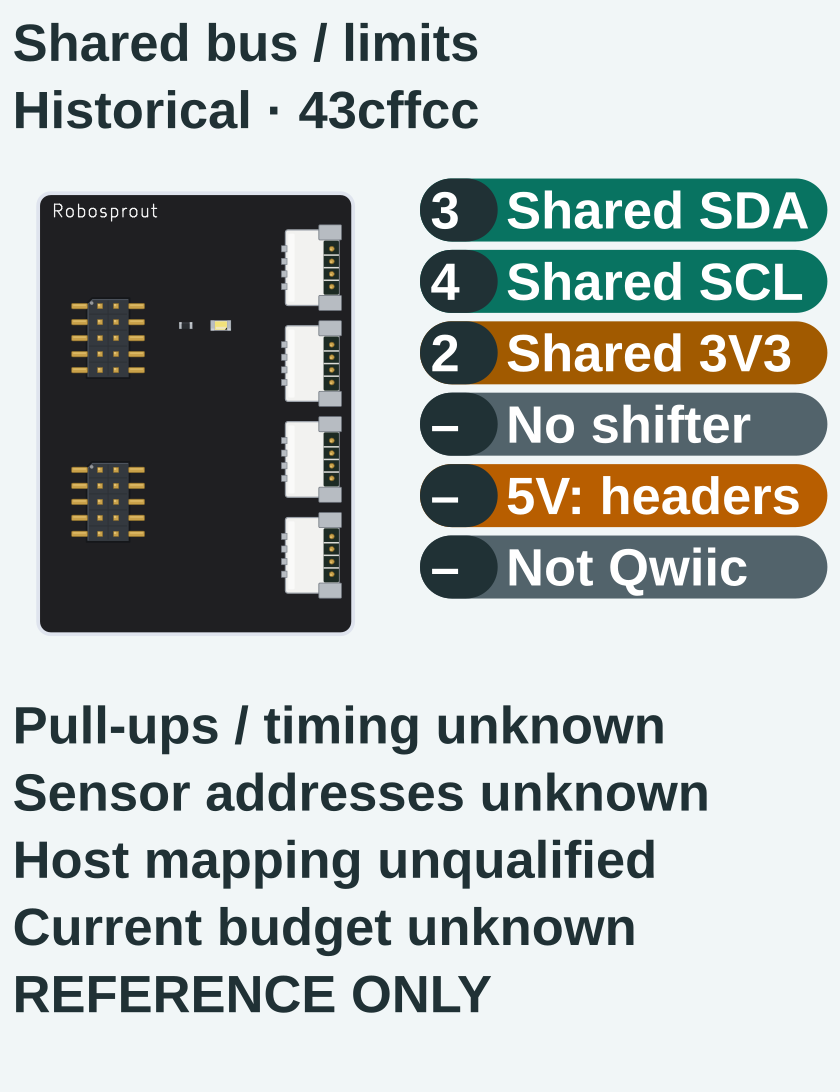 Shared bus / limits
Historical · 43cffcc
Robosprout
3 Shared SDA
4 Shared SCL
2 Shared 3V3
– No shifter
– 5V: headers
– Not Qwiic
Pull-ups / timing unknown
Sensor addresses unknown
Host mapping unqualified
Current budget unknown
REFERENCE ONLY